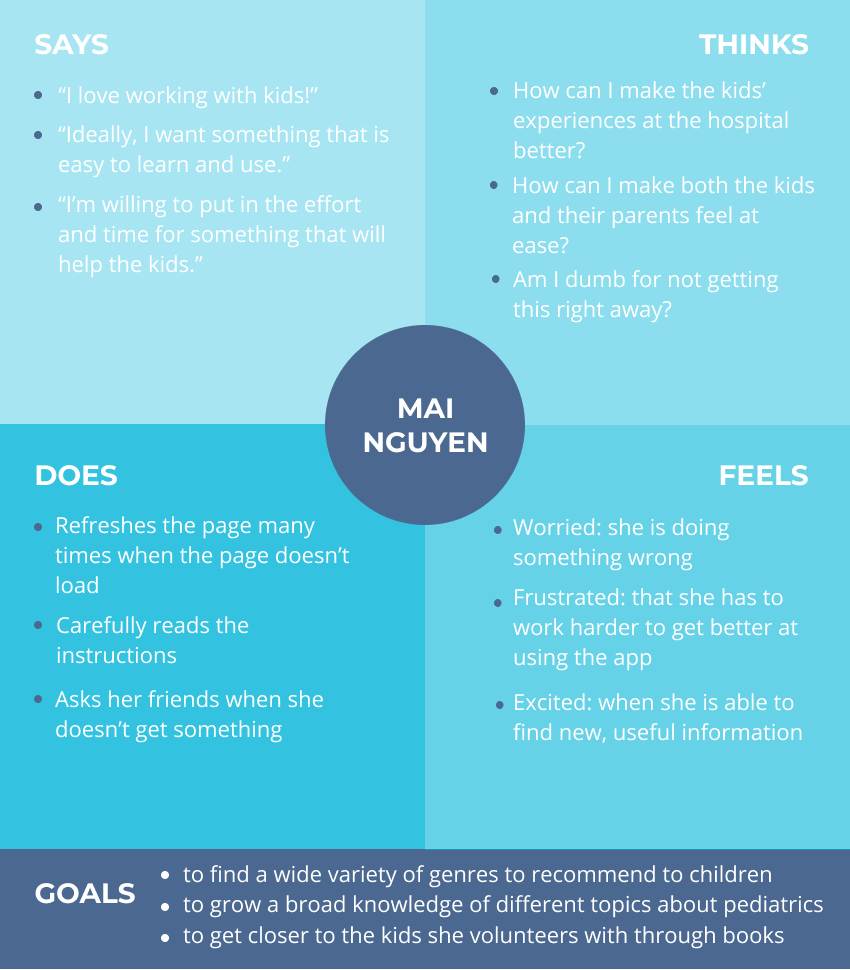 SAYS
• “I love working with kids!”
• “Ideally, I want something that is
easy to learn and use.”
• “I’m willing to put in the effort
and time for something that will
help the kids.”
THINKS
• How can I make the kids’
experiences at the hospital
better?
• How can I make both the kids
and their parents feel at
ease?
• Am I dumb for not getting
this right away?
MAI
NGUYEN
DOES
• Refreshes the page many
times when the page doesn’t
load
• Carefully reads the
instructions
• Asks her friends when she
doesn’t get something
FEELS
• Worried: she is doing
something wrong
• Frustrated: that she has to
work harder to get better at
using the app
• Excited: when she is able to
find new, useful information
GOALS
• to find a wide variety of genres to recommend to children
• to grow a broad knowledge of different topics about pediatrics
• to get closer to the kids she volunteers with through books